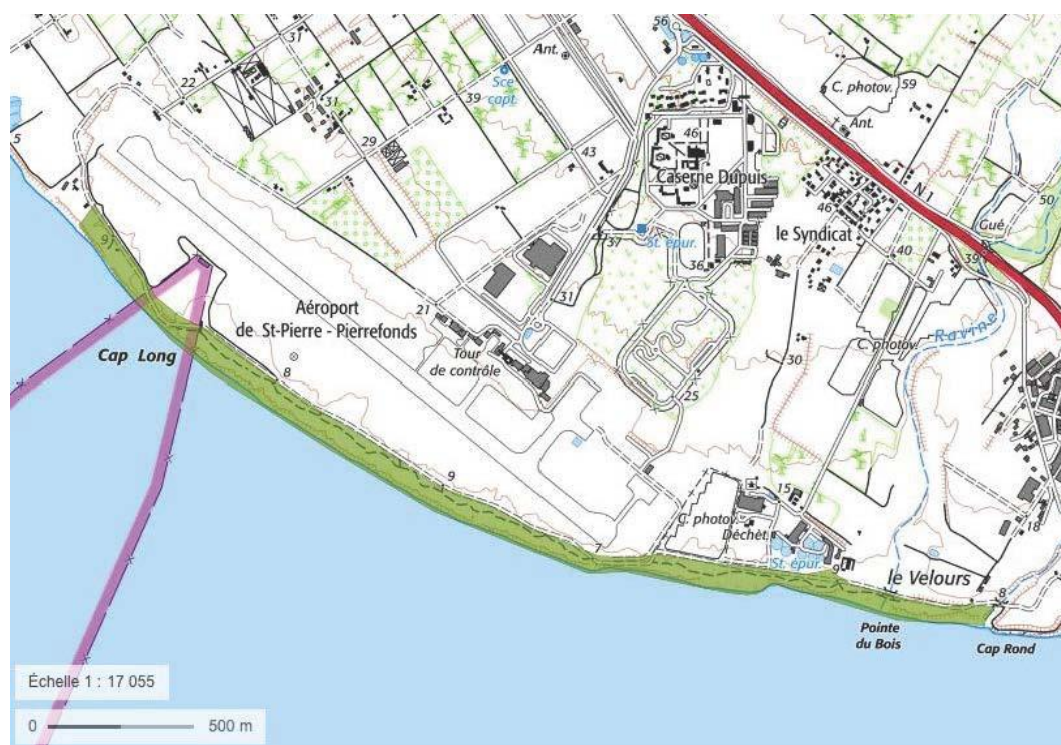 56
31
Ant.
C. photov.
59
22
Sce
capt.
39
31
Ant.
46
5
29
43
Caserne Dupuis
N 1
50
46
Gué
37
St. épur.
le Syndicat
9
36
40
39
Aéroport
de St-Pierre - Pierrefonds
21
31
Ravine
Cap Long
Tour
de contrôle
C. photov.
30
8
25
9
15
C. photov.
Déchèt.
18
7
St. épur.
9
le Velours
8
Pointe
du Bois
Cap Rond
Échelle 1 : 17 055
0
500 m